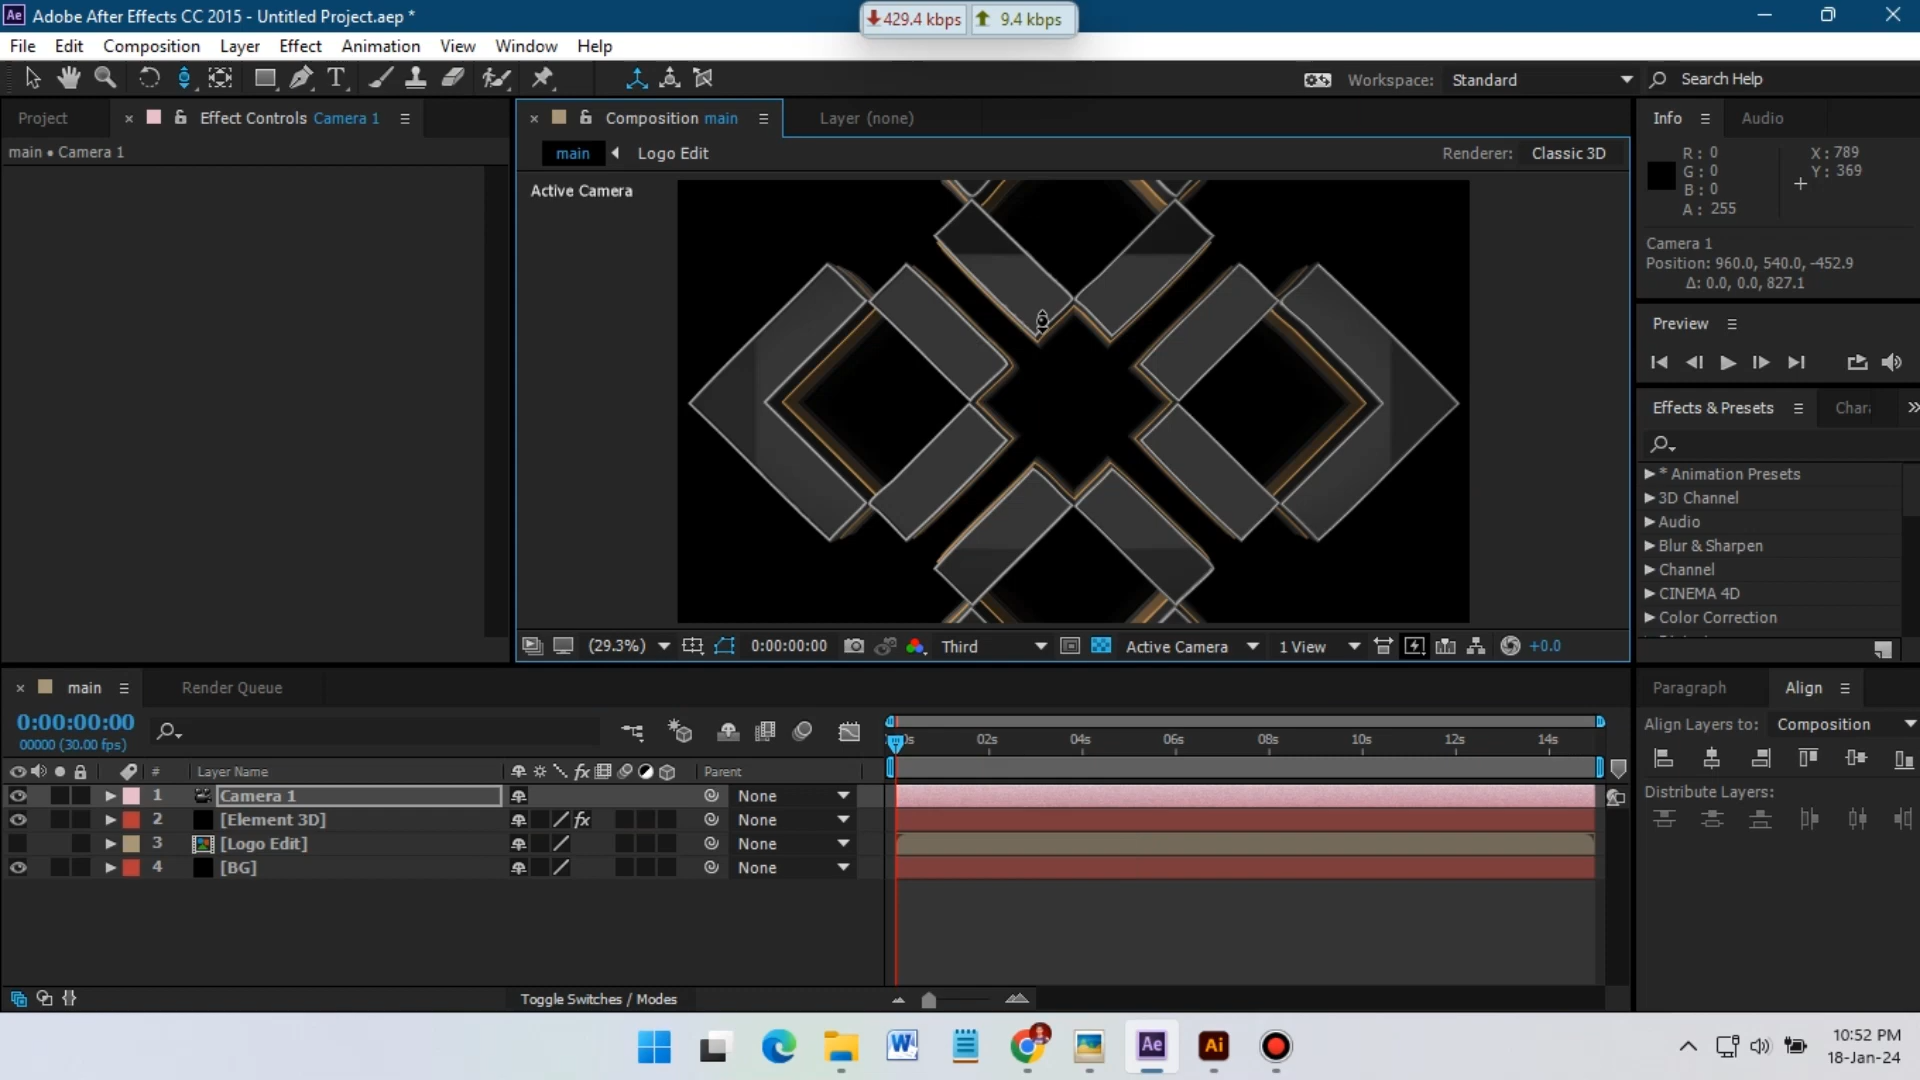 Adobe After Effects CC 2015 - Untitled Project.aep *
429.4 kbps
9.4 kbps
File Edit Composition Layer Effect Animation View Window Help
Workspace: Standard
Search Help
Project
Effect Controls Camera 1
Composition main
Layer (none)
Info
Audio
main • Camera 1
main
Logo Edit
Renderer: Classic 3D
R: 0
G: 0
B: 0
A: 255
X: 789
Y: 369
Active Camera
Camera 1
Position: 960.0, 540.0, -452.9
Δ: 0.0, 0.0, 827.1
Preview
Effects & Presets
* Animation Presets
3D Channel
Audio
Blur & Sharpen
Channel
CINEMA 4D
Color Correction
(29.3%)
0:00:00:00
Third
Active Camera
1 View
+0.0
main
Render Queue
Paragraph
Align
0:00:00:00
00000 (30.00 fps)
Align Layers to: Composition
02s 04s 06s 08s 10s 12s 14s
# Layer Name
Parent
Distribute Layers:
1 Camera 1 None
2 [Element 3D] fx None
3 [Logo Edit] None
4 [BG] None
Toggle Switches / Modes
10:52 PM
18-Jan-24